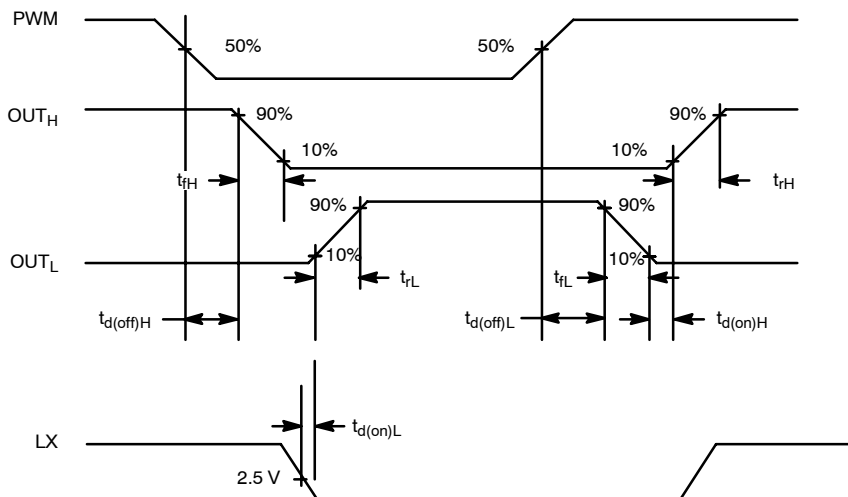 PWM
50%
50%
OUTH
90%
90%
10%
10%
tfH
trH
90%
90%
OUTL
10%
10%
trL
tfL
td(off)H
td(off)L
td(on)H
LX
td(on)L
2.5 V